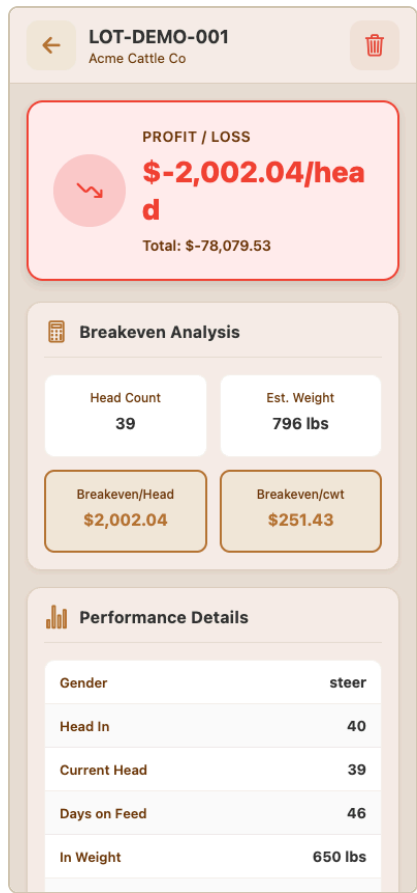 LOT-DEMO-001
Acme Cattle Co
PROFIT / LOSS
$-2,002.04/hea
d
Total: $-78,079.53
Breakeven Analysis
Head Count
39
Est. Weight
796 lbs
Breakeven/Head
$2,002.04
Breakeven/cwt
$251.43
Performance Details
Gender steer
Head In 40
Current Head 39
Days on Feed 46
In Weight 650 lbs